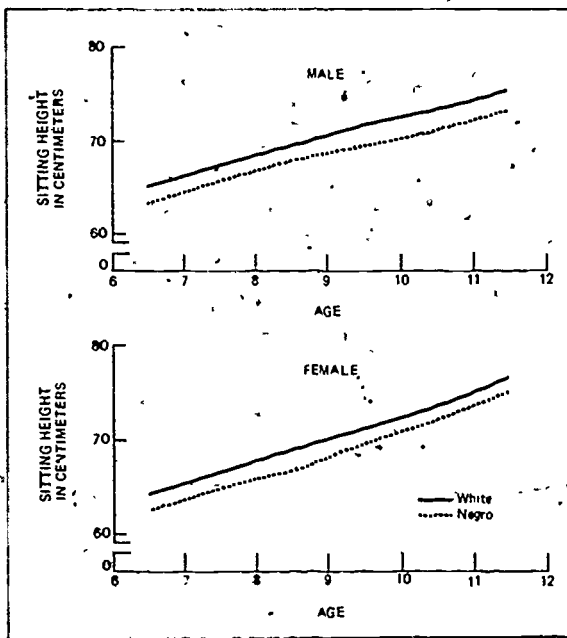 80
MALE
SITTING HEIGHT
IN CENTIMETERS
70
60
0
6 7 8 9 10 11 12
AGE
80
FEMALE
SITTING HEIGHT
IN CENTIMETERS
70
White
Negro
60
0
6 7 8 9 10 11 12
AGE